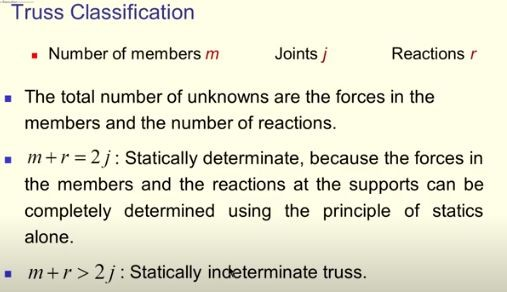 Truss Classification
Number of members m Joints j Reactions r
The total number of unknowns are the forces in the
members and the number of reactions.
m + r = 2 j : Statically determinate, because the forces in
the members and the reactions at the supports can be
completely determined using the principle of statics
alone.
m + r > 2 j : Statically indeterminate truss.